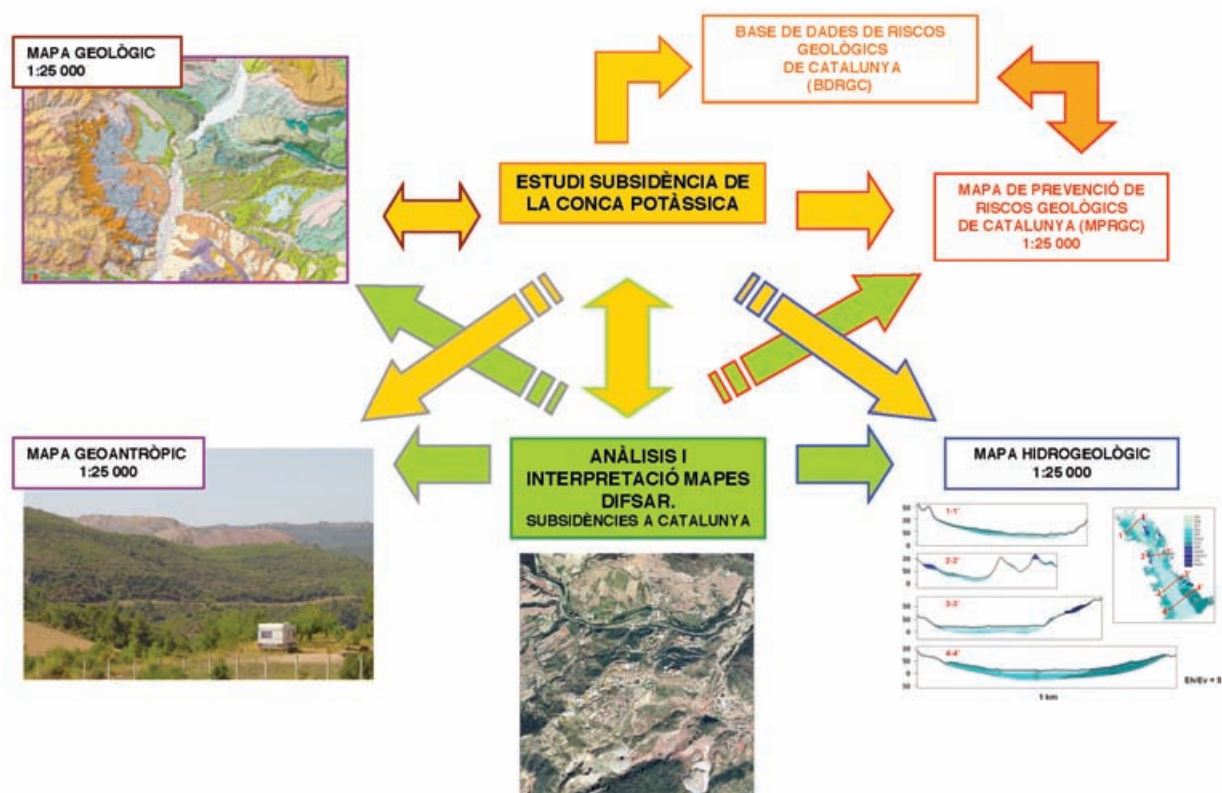 MAPA GEOLÒGIC
1:25 000
BASE DE DADES DE RISCOS
GEOLÒGICS
DE CATALUNYA
(BDRGC)
ESTUDI SUBSIDÈNCIA DE
LA CONCA POTÀSSICA
MAPA DE PREVENCIÓ DE
RISCOS GEOLÒGICS
DE CATALUNYA (MPRGC)
1:25 000
MAPA GEOANTRÒPIC
1:25 000
ANÀLISIS I
INTERPRETACIÓ MAPES
DIFSAR.
SUBSIDÈNCIES A CATALUNYA
MAPA HIDROGEOLÒGIC
1:25 000
1-1'
2-2'
3-3'
4-4'
1 km